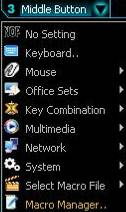 3 Middle Button
NOP No Setting
Keyboard..
Mouse
Office Sets
Key Combination
Multimedia
Network
System
Select Macro File
Macro Manager..